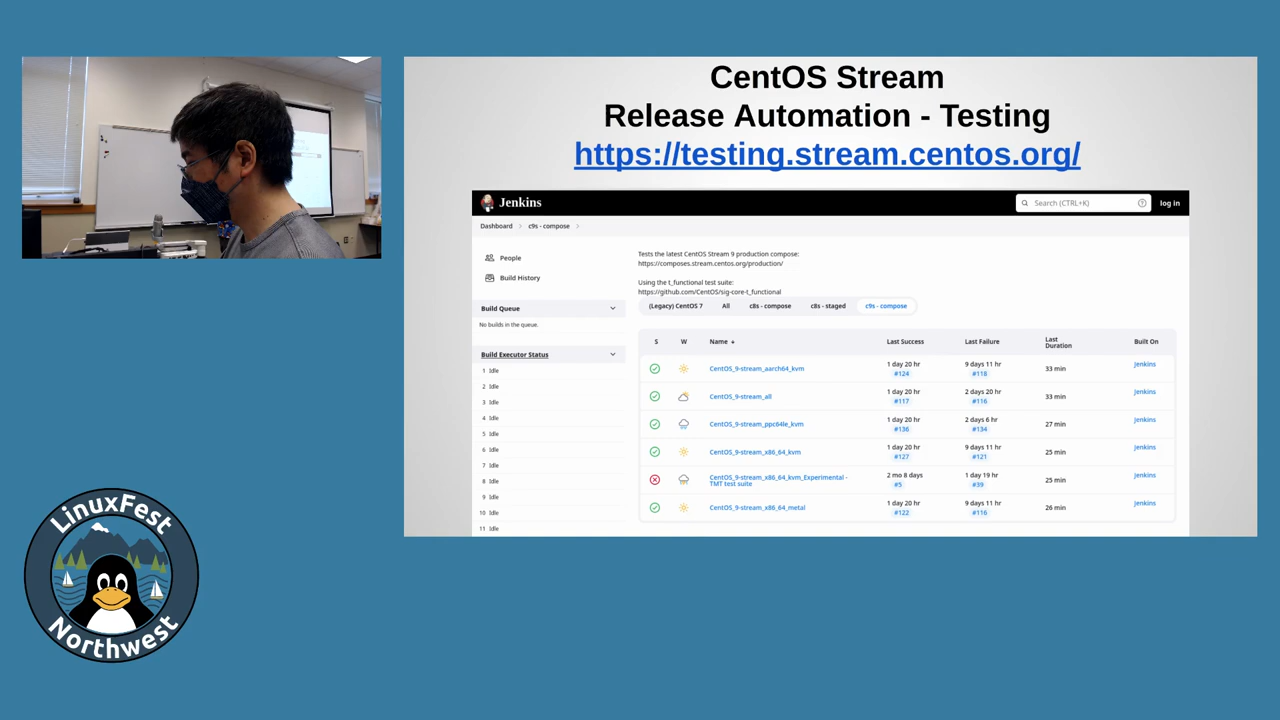 CentOS Stream
Release Automation - Testing
https://testing.stream.centos.org/
Jenkins
Search (CTRL+K)
log in
Dashboard
c9s - compose
People
Build History
Build Queue
No builds in the queue.
Build Executor Status
1 Idle
2 Idle
3 Idle
4 Idle
5 Idle
6 Idle
7 Idle
8 Idle
9 Idle
10 Idle
11 Idle
Tests the latest CentOS Stream 9 production compose:
https://composes.stream.centos.org/production/
Using the t_functional test suite:
https://github.com/CentOS/sig-core-t_functional
(Legacy) CentOS 7 All c8s - compose c8s - staged c9s - compose
S W Name ↓ Last Success Last Failure Last Duration Built On
CentOS_9-stream_aarch64_kvm 1 day 20 hr #124 9 days 11 hr #118 33 min Jenkins
CentOS_9-stream_all 1 day 20 hr #117 2 days 20 hr #116 33 min Jenkins
CentOS_9-stream_ppc64le_kvm 1 day 20 hr #136 2 days 6 hr #134 27 min Jenkins
CentOS_9-stream_x86_64_kvm 1 day 20 hr #127 9 days 11 hr #121 25 min Jenkins
CentOS_9-stream_x86_64_kvm_Experimental - TMT test suite 2 mo 8 days #5 1 day 19 hr #39 25 min Jenkins
CentOS_9-stream_x86_64_metal 1 day 20 hr #122 9 days 11 hr #116 26 min Jenkins
LinuxFest
Northwest